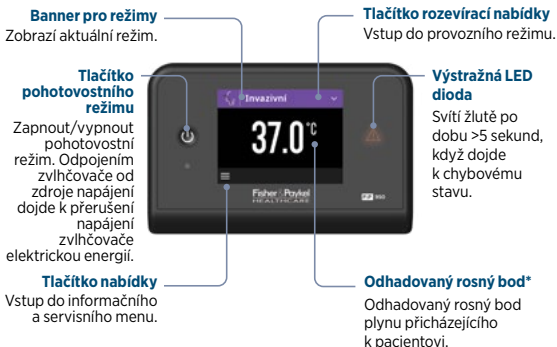 Banner pro režimy
Zobrazí aktuální režim.
Tlačítko
pohotovostního
režimu
Zapnout/vypnout
pohotovostní
režim. Odpojením
zvlhčovače od
zdroje napájení
dojde k přerušení
napájení
zvlhčovače
elektrickou energií.
Tlačítko nabídky
Vstup do informačního
a servisního menu.
Invazivní
37.0°C
Fisher & Paykel
HEALTHCARE
F&P 950
Tlačítko rozevírací nabídky
Vstup do provozního režimu.
Výstražná LED
dioda
Svítí žlutě po
dobu >5 sekund,
když dojde
k chybovému
stavu.
Odhadovaný rosný bod*
Odhadovaný rosný bod
plynu přicházejícího
k pacientovi.